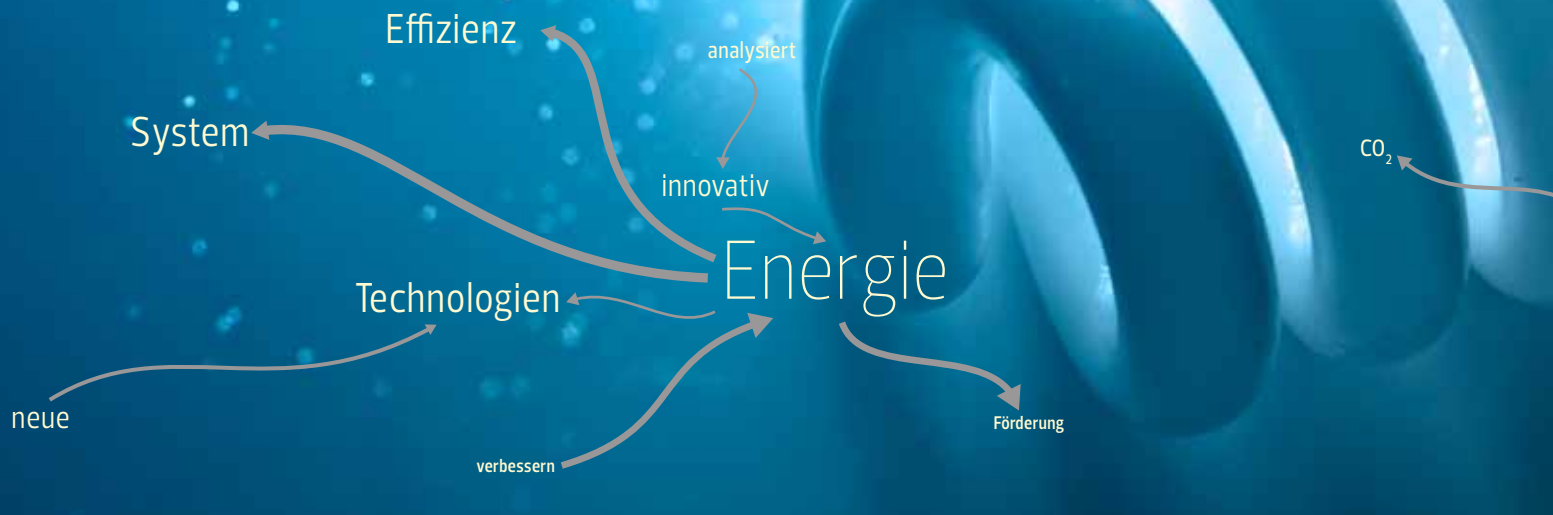 Effizienz
analysiert
System
CO₂
innovativ
Energie
Technologien
neue
Förderung
verbessern